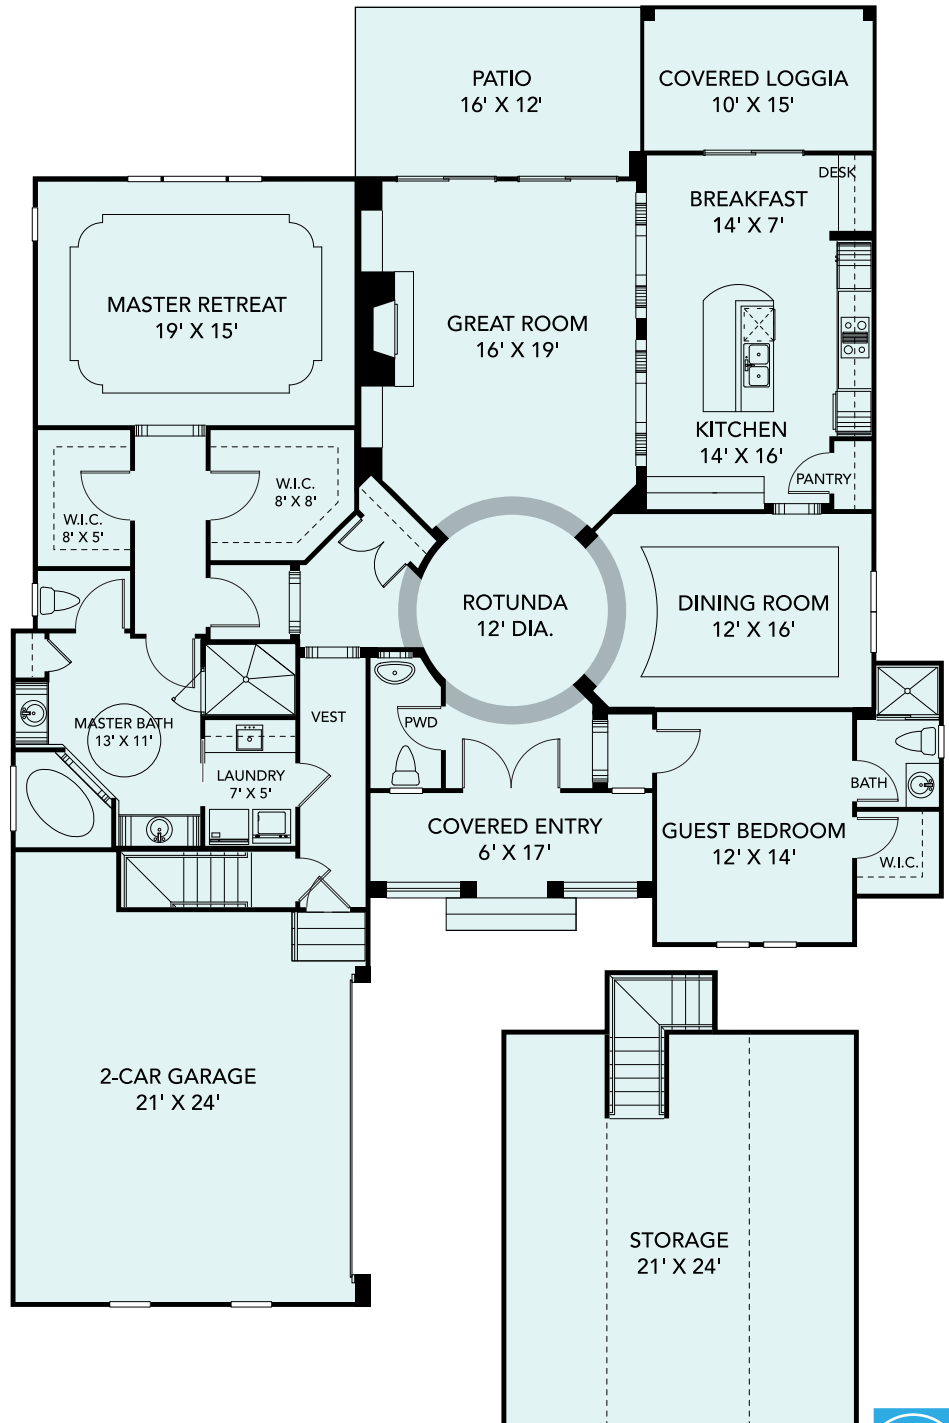 PATIO
16' X 12'
COVERED LOGGIA
10' X 15'
DESK
BREAKFAST
14' X 7'
MASTER RETREAT
19' X 15'
GREAT ROOM
16' X 19'
KITCHEN
14' X 16'
PANTRY
W.I.C.
8' X 8'
W.I.C.
8' X 5'
ROTUNDA
12' DIA.
DINING ROOM
12' X 16'
MASTER BATH
13' X 11'
VEST
PWD
LAUNDRY
7' X 5'
BATH
COVERED ENTRY
6' X 17'
GUEST BEDROOM
12' X 14'
W.I.C.
2-CAR GARAGE
21' X 24'
STORAGE
21' X 24'